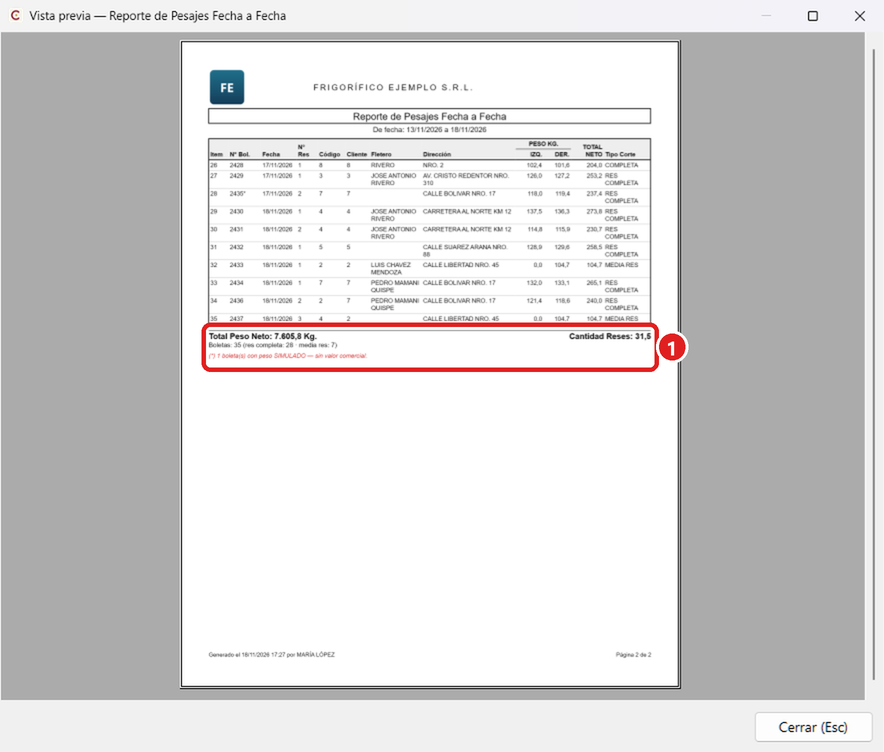 Vista previa — Reporte de Pesajes Fecha a Fecha
FE
FRIGORÍFICO EJEMPLO S.R.L.
Reporte de Pesajes Fecha a Fecha
De fecha: 13/11/2026 a 18/11/2026
Item N° Bol. Fecha N° Res Código Cliente Fletero Dirección PESO KG. IZQ. DER. TOTAL NETO Tipo Corte
26 2428 17/11/2026 1 8 8 RIVERO NRO. 2 102,4 101,6 204,0 COMPLETA
27 2429 17/11/2026 1 3 3 JOSE ANTONIO AV. CRISTO REDENTOR NRO. 126,0 127,2 253,2 RES
RIVERO 310 COMPLETA
28 2435* 17/11/2026 2 7 7 CALLE BOLIVAR NRO. 17 118,0 119,4 237,4 RES
COMPLETA
29 2430 18/11/2026 1 4 4 JOSE ANTONIO CARRETERA AL NORTE KM 12 137,5 136,3 273,8 RES
RIVERO COMPLETA
30 2431 18/11/2026 2 4 4 JOSE ANTONIO CARRETERA AL NORTE KM 12 114,8 115,9 230,7 RES
RIVERO COMPLETA
31 2432 18/11/2026 1 5 5 CALLE SUAREZ ARANA NRO. 128,9 129,6 258,5 RES
88 COMPLETA
32 2433 18/11/2026 1 2 2 LUIS CHAVEZ CALLE LIBERTAD NRO. 45 0,0 104,7 104,7 MEDIA RES
MENDOZA
33 2434 18/11/2026 1 7 7 PEDRO MAMANI CALLE BOLIVAR NRO. 17 132,0 133,1 265,1 RES
QUISPE COMPLETA
34 2436 18/11/2026 2 2 7 PEDRO MAMANI CALLE BOLIVAR NRO. 17 121,4 118,6 240,0 RES
QUISPE COMPLETA
35 2437 18/11/2026 3 4 2 CALLE LIBERTAD NRO. 45 0,0 104,7 104,7 MEDIA RES
Total Peso Neto: 7.605,8 Kg. Cantidad Reses: 31,5
Boletas: 35 (res completa: 28 · media res: 7)
(*) 1 boleta(s) con peso SIMULADO — sin valor comercial.
1
Generado el 18/11/2026 17:27 por MARÍA LÓPEZ Página 2 de 2
Cerrar (Esc)